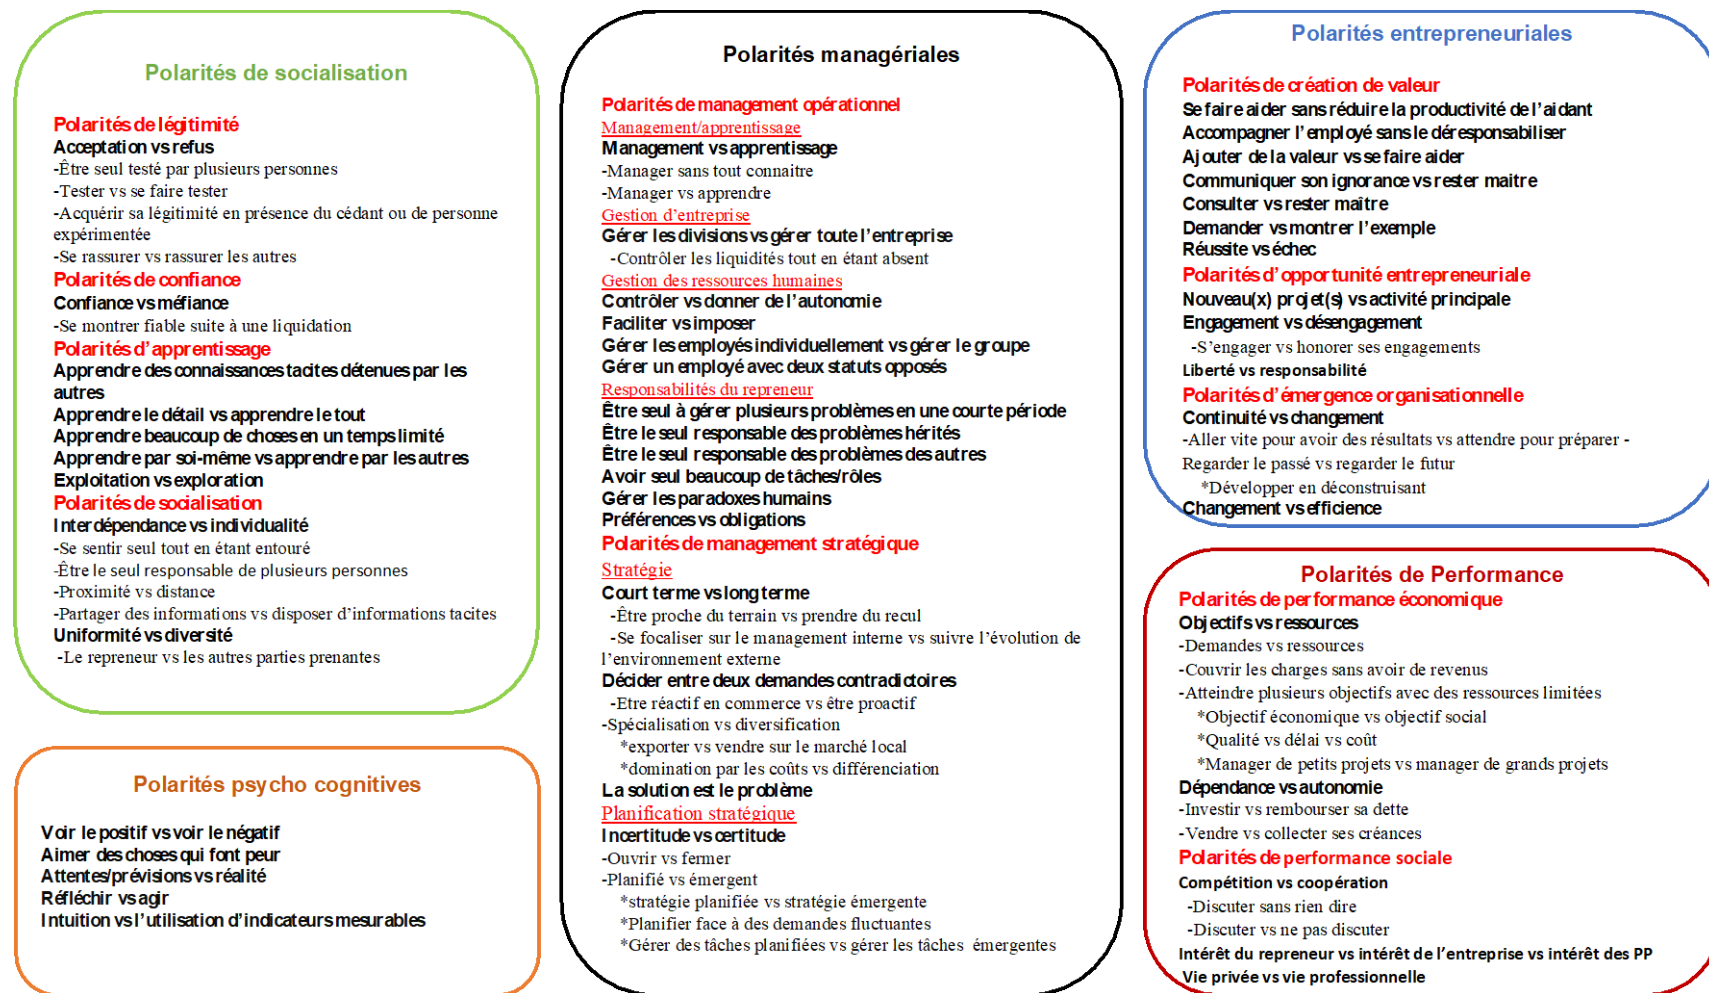 Polarités de socialisation
Polarités de légitimité
Acceptation vs refus
-Être seul testé par plusieurs personnes
-Tester vs se faire tester
-Acquérir sa légitimité en présence du cédant ou de personne
expérimentée
-Se rassurer vs rassurer les autres
Polarités de confiance
Confiance vs méfiance
-Se montrer fiable suite à une liquidation
Polarités d'apprentissage
Apprendre des connaissances tacites détenues par les
autres
Apprendre le détail vs apprendre le tout
Apprendre beaucoup de choses en un temps limité
Apprendre par soi-même vs apprendre par les autres
Exploitation vs exploration
Polarités de socialisation
Interdépendance vs individualité
-Se sentir seul tout en étant entouré
-Être le seul responsable de plusieurs personnes
-Proximité vs distance
-Partager des informations vs disposer d'informations tacites
Uniformité vs diversité
-Le repreneur vs les autres parties prenantes
Polarités psycho cognitives
Voir le positif vs voir le négatif
Aimer des choses qui font peur
Attentes/prévisions vs réalité
Réfléchir vs agir
Intuition vs l'utilisation d'indicateurs mesurables
Polarités managériales
Polarités de management opérationnel
Management/apprentissage
Management vs apprentissage
-Manager sans tout connaitre
-Manager vs apprendre
Gestion d'entreprise
Gérer les divisions vs gérer toute l'entreprise
-Contrôler les liquidités tout en étant absent
Gestion des ressources humaines
Contrôler vs donner de l'autonomie
Faciliter vs imposer
Gérer les employés individuellement vs gérer le groupe
Gérer un employé avec deux statuts opposés
Responsabilités du repreneur
Être seul à gérer plusieurs problèmes en une courte période
Être le seul responsable des problèmes hérités
Être le seul responsable des problèmes des autres
Avoir seul beaucoup de tâches/rôles
Gérer les paradoxes humains
Préférences vs obligations
Polarités de management stratégique
Stratégie
Court terme vs long terme
-Être proche du terrain vs prendre du recul
-Se focaliser sur le management interne vs suivre l'évolution de
l'environnement externe
Décider entre deux demandes contradictoires
-Etre réactif en commerce vs être proactif
-Spécialisation vs diversification
*exporter vs vendre sur le marché local
*domination par les coûts vs différenciation
La solution est le problème
Planification stratégique
Incertitude vs certitude
-Ouvrir vs fermer
-Planifié vs émergent
*stratégie planifiée vs stratégie émergente
*Planifier face à des demandes fluctuantes
*Gérer des tâches planifiées vs gérer les tâches émergentes
Polarités entrepreneuriales
Polarités de création de valeur
Se faire aider sans réduire la productivité de l'aidant
Accompagner l'employé sans le déresponsabiliser
Ajouter de la valeur vs se faire aider
Communiquer son ignorance vs rester maitre
Consulter vs rester maître
Demander vs montrer l'exemple
Réussite vs échec
Polarités d'opportunité entrepreneuriale
Nouveau(x) projet(s) vs activité principale
Engagement vs désengagement
-S'engager vs honorer ses engagements
Liberté vs responsabilité
Polarités d'émergence organisationnelle
Continuité vs changement
-Aller vite pour avoir des résultats vs attendre pour préparer -
Regarder le passé vs regarder le futur
*Développer en déconstruisant
Changement vs efficience
Polarités de Performance
Polarités de performance économique
Objectifs vs ressources
-Demandes vs ressources
-Couvrir les charges sans avoir de revenus
-Atteindre plusieurs objectifs avec des ressources limitées
*Objectif économique vs objectif social
*Qualité vs délai vs coût
*Manager de petits projets vs manager de grands projets
Dépendance vs autonomie
-Investir vs rembourser sa dette
-Vendre vs collecter ses créances
Polarités de performance sociale
Compétition vs coopération
-Discuter sans rien dire
-Discuter vs ne pas discuter
Intérêt du repreneur vs intérêt de l'entreprise vs intérêt des PP
Vie privée vs vie professionnelle